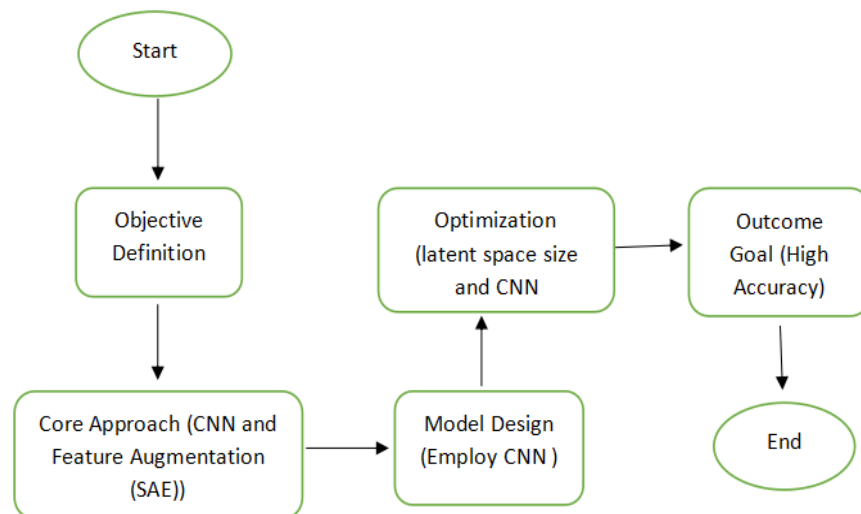 Start
Objective
Definition
Core Approach (CNN and
Feature Augmentation
(SAE))
Model Design
(Employ CNN )
Optimization
(latent space size
and CNN
Outcome
Goal (High
Accuracy)
End